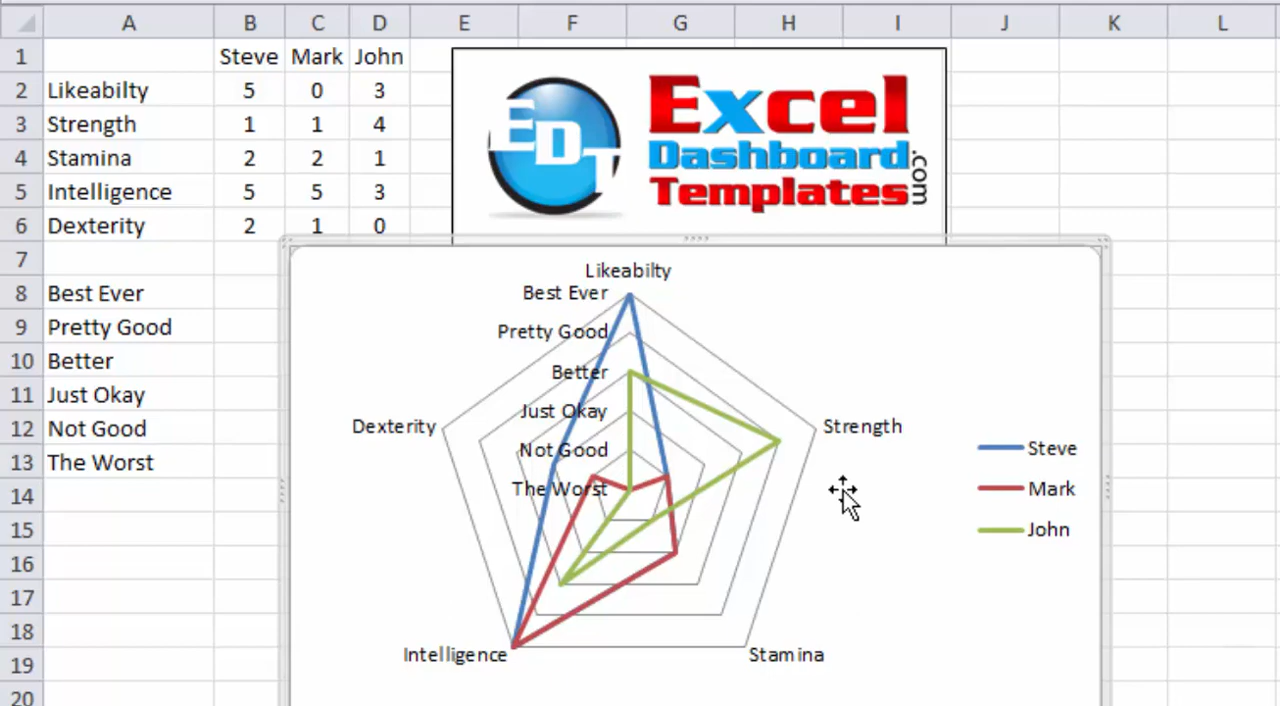 A B C D E F G H I J K L
1 Steve Mark John
2 Likeabilty 5 0 3
3 Strength 1 1 4
4 Stamina 2 2 1
5 Intelligence 5 5 3
6 Dexterity 2 1 0
7
8 Best Ever
9 Pretty Good
10 Better
11 Just Okay
12 Not Good
13 The Worst
14
15
16
17
18
19
20
EDT
Excel
Dashboard
Templates
.com
Likeabilty
Best Ever
Pretty Good
Better
Just Okay
Dexterity
Strength
Not Good
The Worst
Intelligence
Stamina
Steve
Mark
John